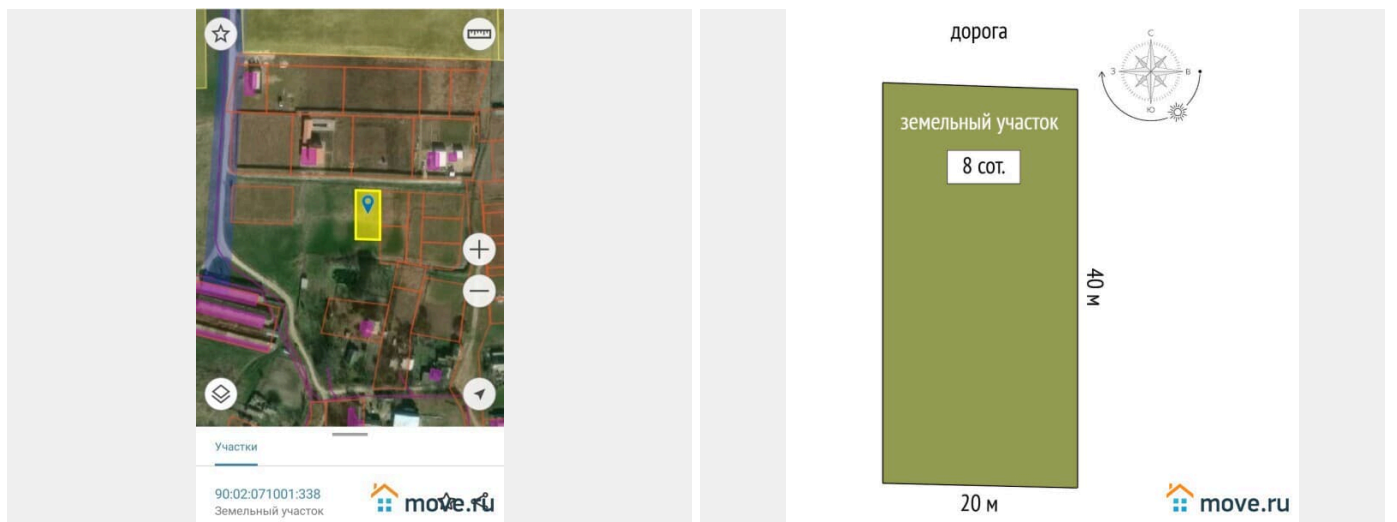 Участки
90:02:071001:338
Земельный участок
move.ru
дорога
С
З
В
Ю
земельный участок
8 сот.
40 м
20 м
move.ru